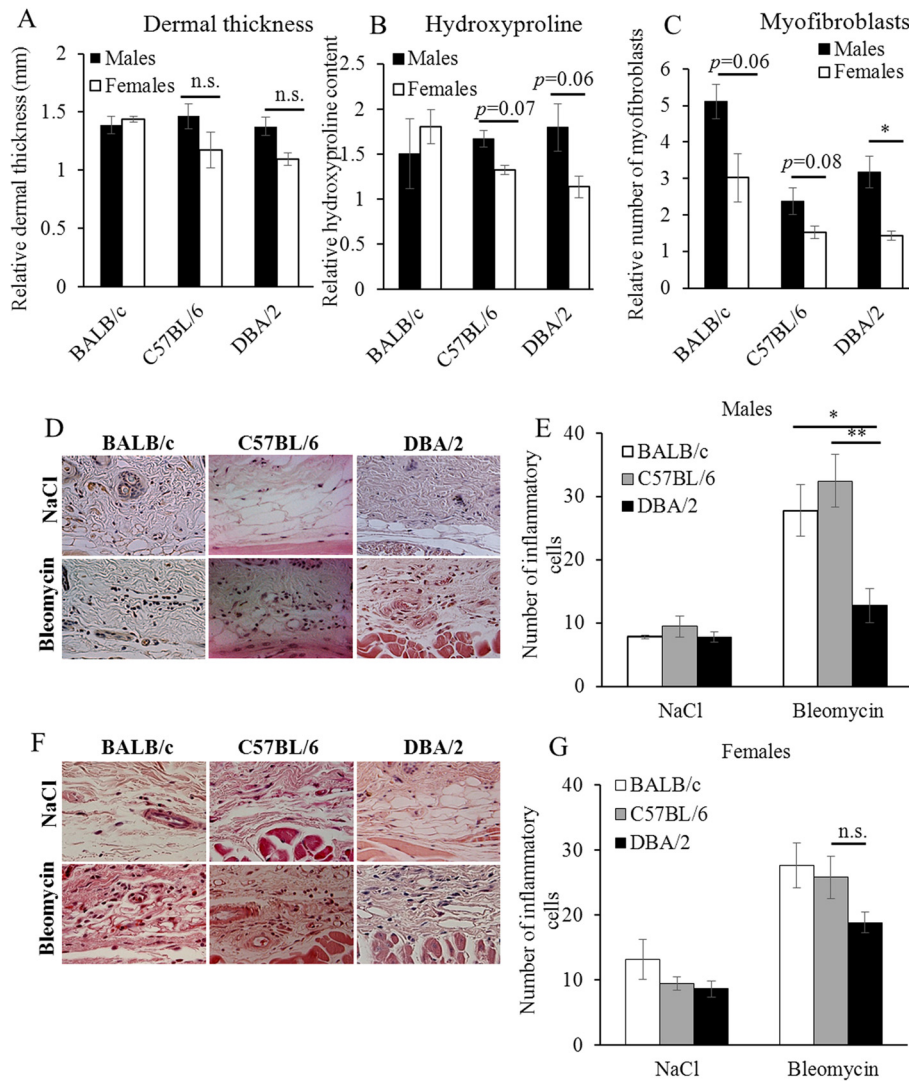 A Dermal thickness
Relative dermal thickness (mm)
2
1.5
1
0.5
0
Males
Females
n.s.
n.s.
BALB/c
C57BL/6
DBA/2
B Hydroxyproline
Relative hydroxyproline content
2.5
2
1.5
1
0.5
0
p=0.07
p=0.06
BALB/c
C57BL/6
DBA/2
C Myofibroblasts
Relative number of myofibroblasts
6
5
4
3
2
1
0
Males
Females
p=0.06
p=0.08
*
BALB/c
C57BL/6
DBA/2
D
BALB/c C57BL/6 DBA/2
NaCl
Bleomycin
E Males
Number of inflammatory
cells
40
30
20
10
0
BALB/c
C57BL/6
DBA/2
*
**
NaCl Bleomycin
F
BALB/c C57BL/6 DBA/2
NaCl
Bleomycin
G Females
Number of inflammatory
cells
40
30
20
10
0
BALB/c
C57BL/6
DBA/2
n.s.
NaCl Bleomycin